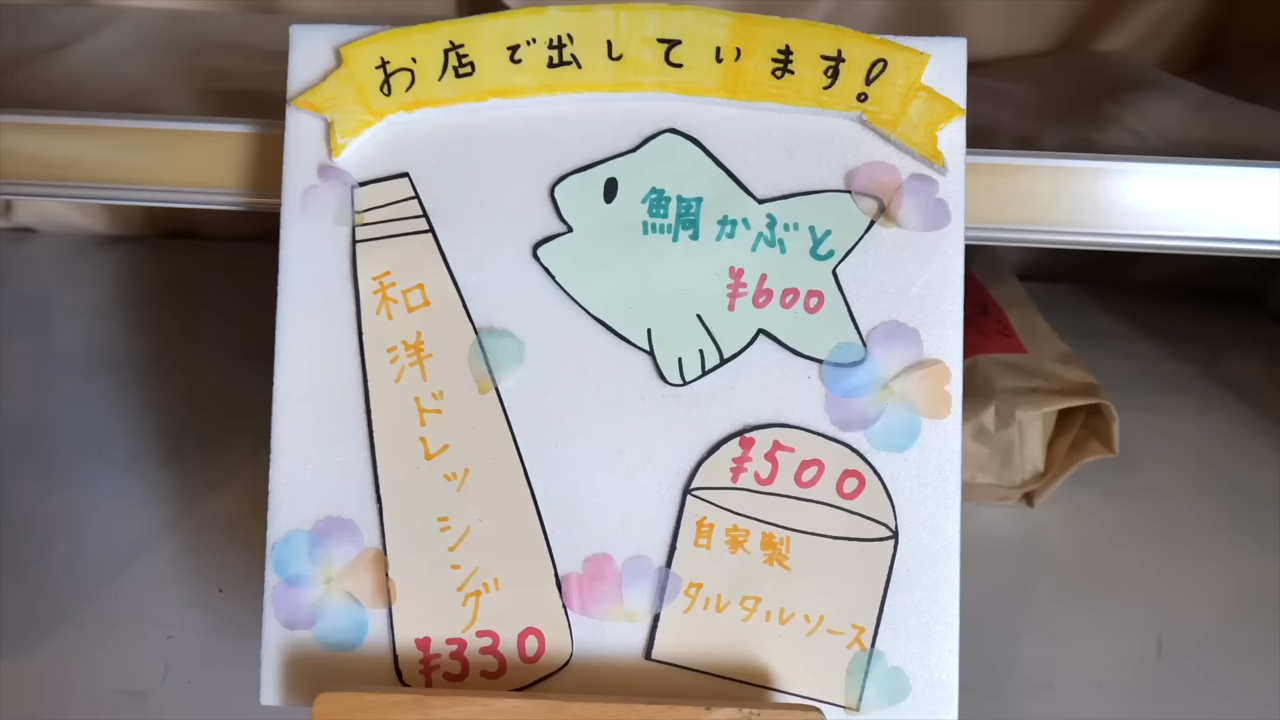 お店で出しています!
鯛かぶと
¥600
和洋ドレッシング
¥330
¥500
自家製
タルタルソース